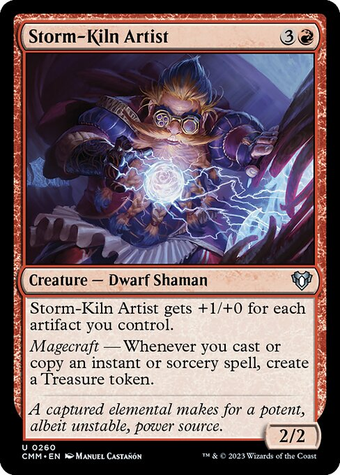 Storm-Kiln Artist 3
Creature — Dwarf Shaman
Storm-Kiln Artist gets +1/+0 for each
artifact you control.
Magecraft — Whenever you cast or
copy an instant or sorcery spell, create
a Treasure token.
A captured elemental makes for a potent,
albeit unstable, power source.
2/2
U 0260
CMM • EN Manuel Castañón
™ & © 2023 Wizards of the Coast